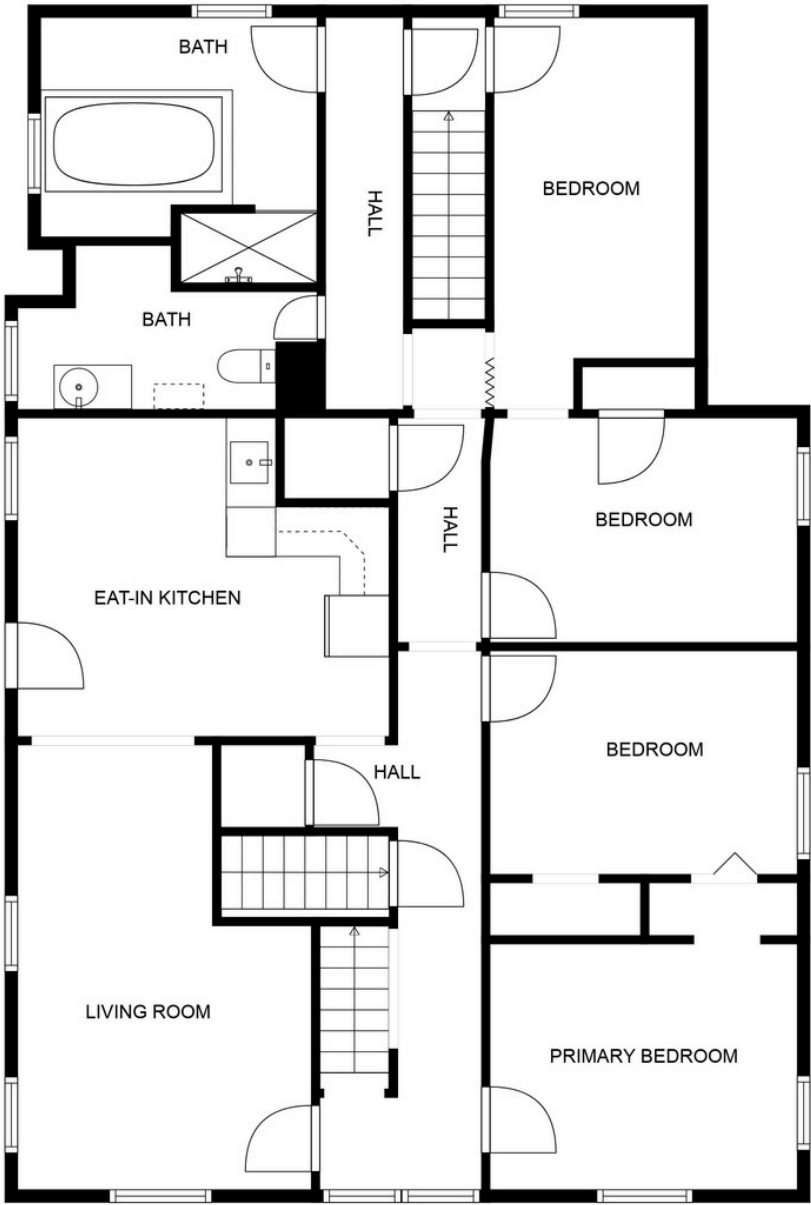 BATH
HALL
BEDROOM
BATH
HALL
BEDROOM
EAT-IN KITCHEN
BEDROOM
HALL
LIVING ROOM
PRIMARY BEDROOM